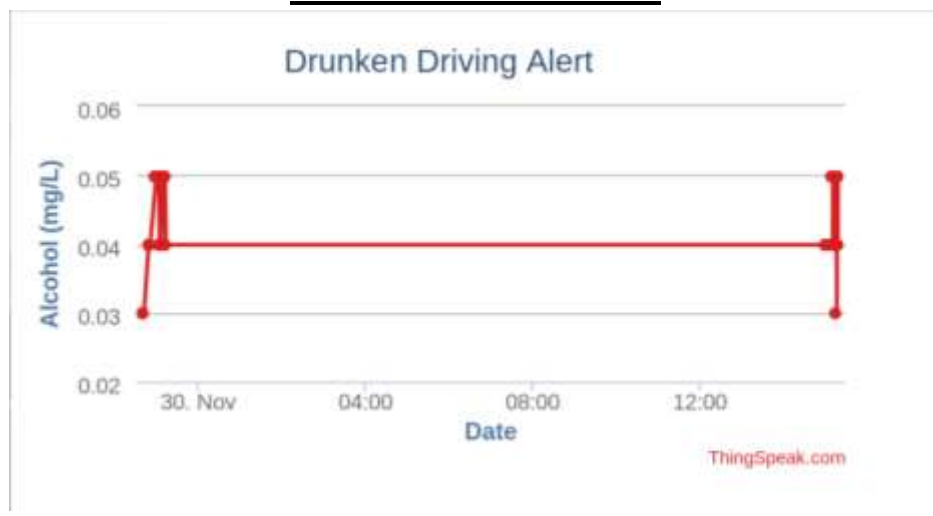 Drunken Driving Alert
0.06
0.05
0.04
0.03
0.02
Alcohol (mg/L)
30. Nov 04:00 08:00 12:00
Date
ThingSpeak.com